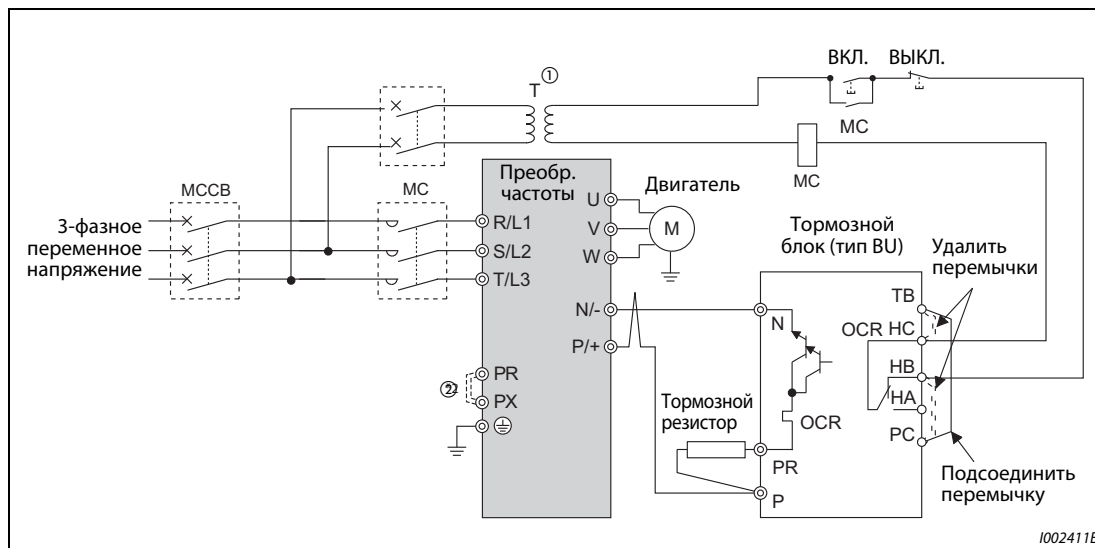 ВКЛ.
ВЫКЛ.
T ①
MC
MC
Преобр.
частоты
Двигатель
MCCB
MC
3-фазное
переменное
напряжение
R/L1
S/L2
T/L3
U
V
W
M
Тормозной
блок (тип BU)
Удалить
перемычки
N/-
P/+
N
TB
OCR HC
HB
HA
PC
②
PR
PX
Тормозной
резистор
OCR
PR
P
Подсоединить
перемычку
I002411E